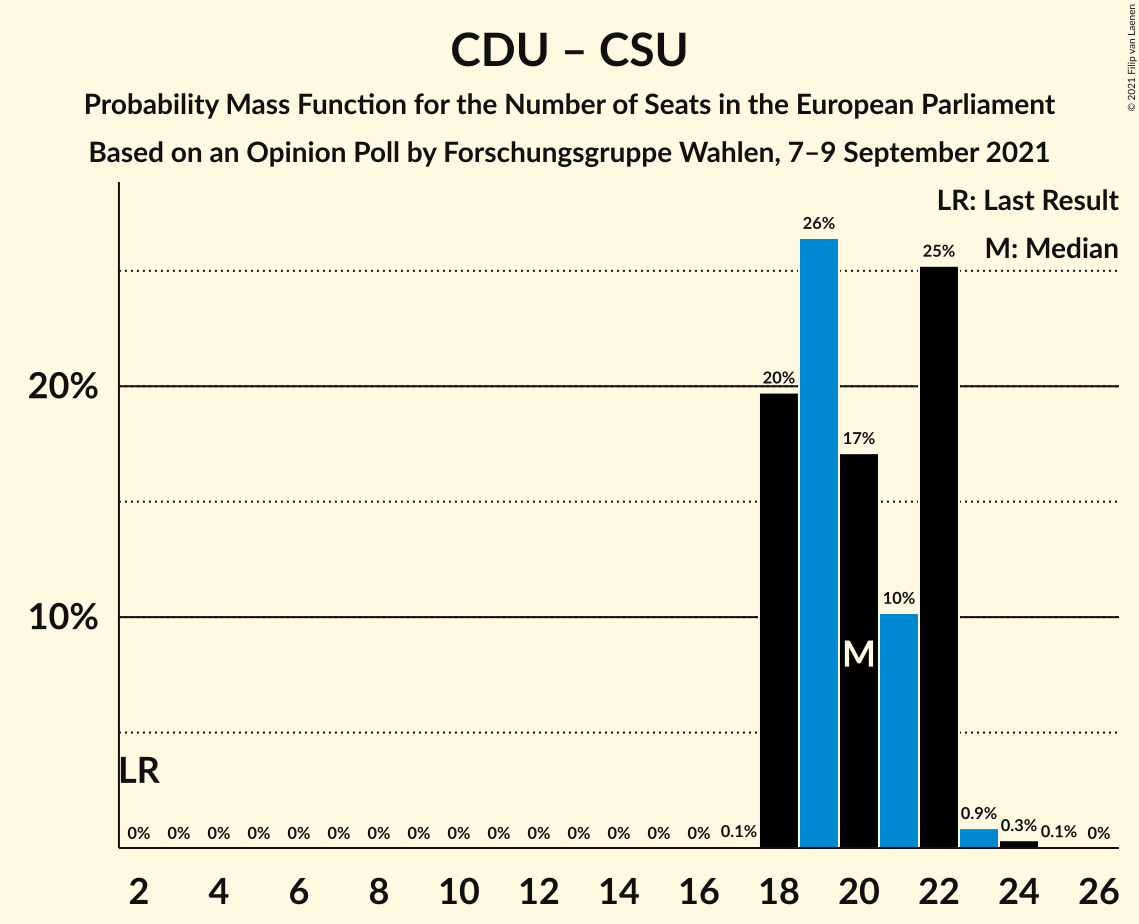 CDU – CSU
Probability Mass Function for the Number of Seats in the European Parliament
Based on an Opinion Poll by Forschungsgruppe Wahlen, 7–9 September 2021
© 2021 Filip van Laenen
LR: Last Result
M: Median
26%
25%
20%
20%
17%
10%
10%
M
LR
0% 0% 0% 0% 0% 0% 0% 0% 0% 0% 0% 0% 0% 0% 0% 0.1% 0.9% 0.3% 0.1% 0%
2 4 6 8 10 12 14 16 18 20 22 24 26